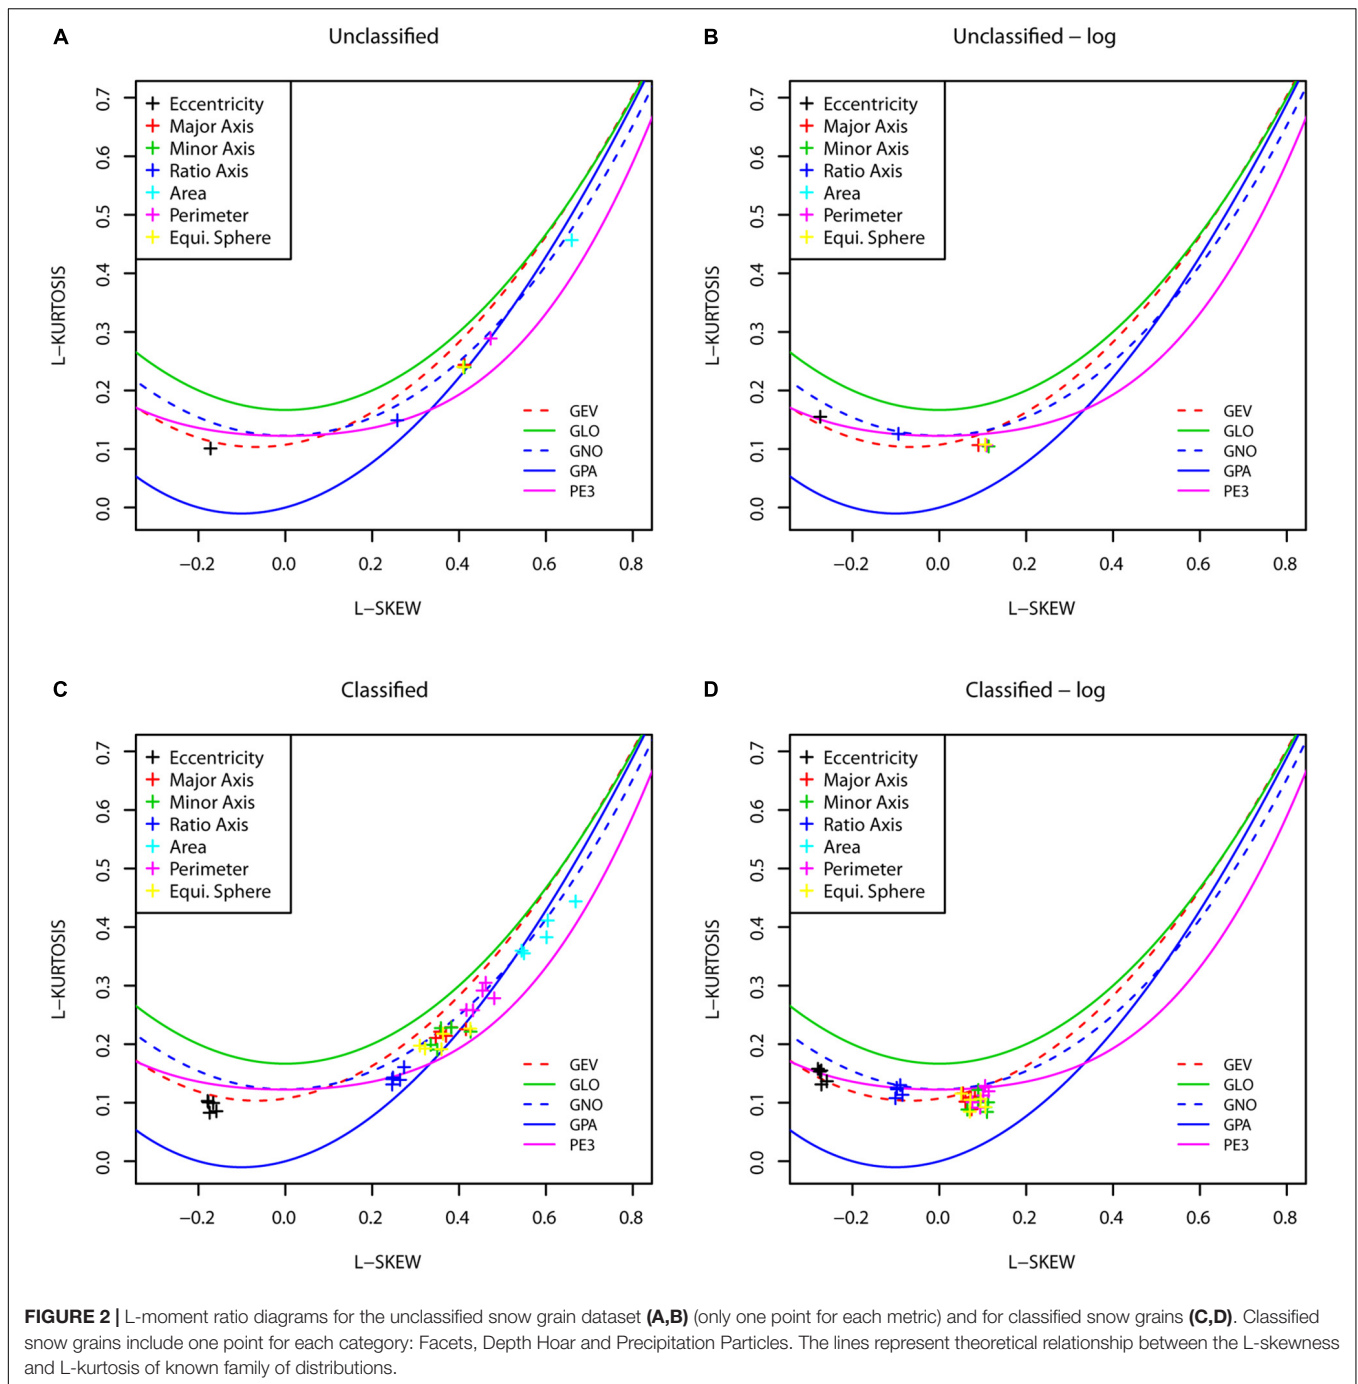 A
Unclassified
L−KURTOSIS
0.7
0.6
0.5
0.4
0.3
0.2
0.1
0.0
Eccentricity
Major Axis
Minor Axis
Ratio Axis
Area
Perimeter
Equi. Sphere
GEV
GLO
GNO
GPA
PE3
−0.2 0.0 0.2 0.4 0.6 0.8
L−SKEW
B
Unclassified − log
L−KURTOSIS
0.7
0.6
0.5
0.4
0.3
0.2
0.1
0.0
Eccentricity
Major Axis
Minor Axis
Ratio Axis
Area
Perimeter
Equi. Sphere
GEV
GLO
GNO
GPA
PE3
−0.2 0.0 0.2 0.4 0.6 0.8
L−SKEW
C
Classified
L−KURTOSIS
0.7
0.6
0.5
0.4
0.3
0.2
0.1
0.0
Eccentricity
Major Axis
Minor Axis
Ratio Axis
Area
Perimeter
Equi. Sphere
GEV
GLO
GNO
GPA
PE3
−0.2 0.0 0.2 0.4 0.6 0.8
L−SKEW
D
Classified − log
L−KURTOSIS
0.7
0.6
0.5
0.4
0.3
0.2
0.1
0.0
Eccentricity
Major Axis
Minor Axis
Ratio Axis
Area
Perimeter
Equi. Sphere
GEV
GLO
GNO
GPA
PE3
−0.2 0.0 0.2 0.4 0.6 0.8
L−SKEW
FIGURE 2 | L-moment ratio diagrams for the unclassified snow grain dataset (A,B) (only one point for each metric) and for classified snow grains (C,D). Classified
snow grains include one point for each category: Facets, Depth Hoar and Precipitation Particles. The lines represent theoretical relationship between the L-skewness
and L-kurtosis of known family of distributions.